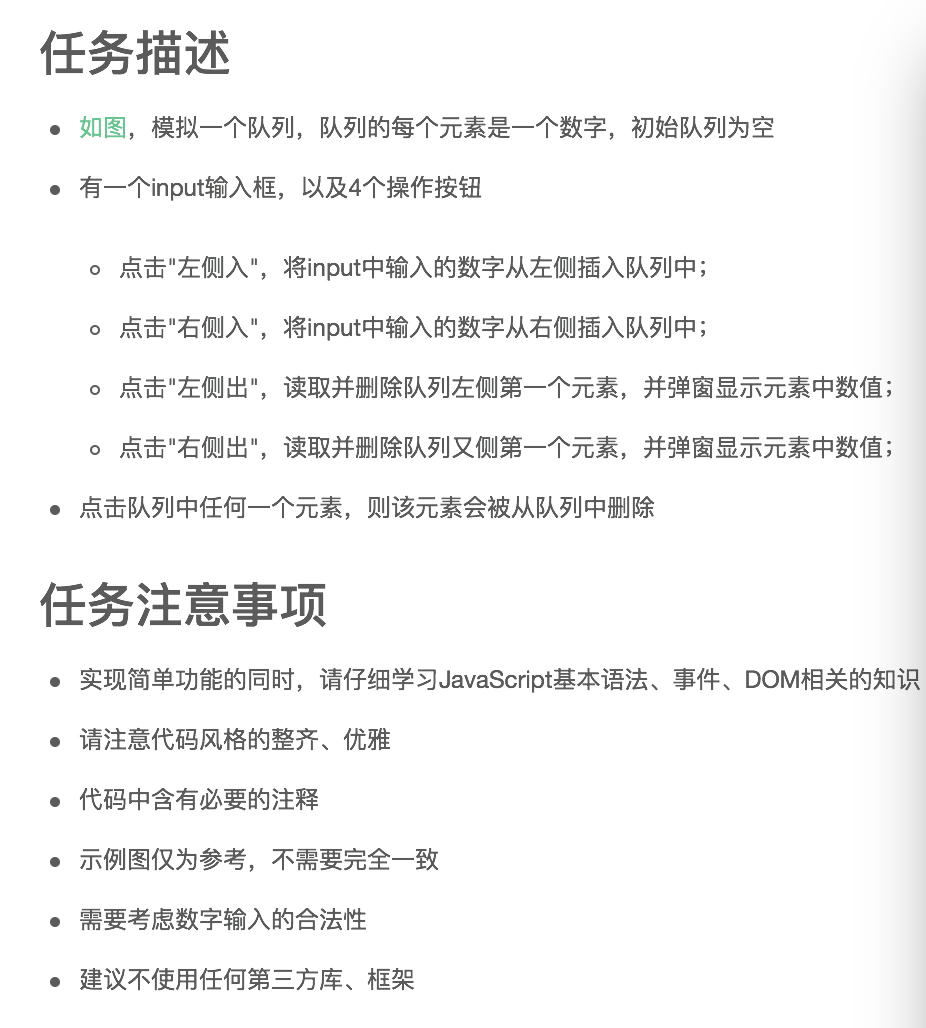 任务描述
如图，模拟一个队列，队列的每个元素是一个数字，初始队列为空
有一个input输入框，以及4个操作按钮
点击"左侧入"，将input中输入的数字从左侧插入队列中；
点击"右侧入"，将input中输入的数字从右侧插入队列中；
点击"左侧出"，读取并删除队列左侧第一个元素，并弹窗显示元素中数值；
点击"右侧出"，读取并删除队列又侧第一个元素，并弹窗显示元素中数值；
点击队列中任何一个元素，则该元素会被从队列中删除
任务注意事项
实现简单功能的同时，请仔细学习JavaScript基本语法、事件、DOM相关的知识
请注意代码风格的整齐、优雅
代码中含有必要的注释
示例图仅为参考，不需要完全一致
需要考虑数字输入的合法性
建议不使用任何第三方库、框架